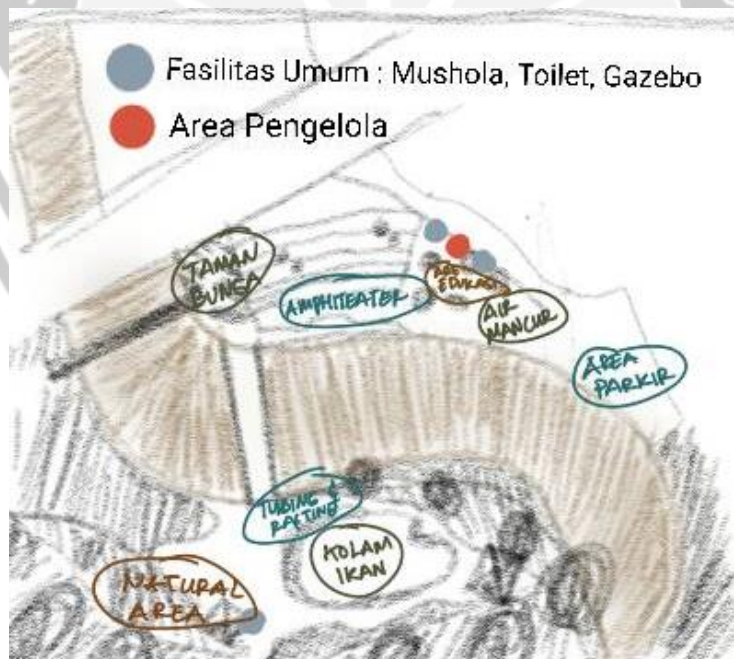 Fasilitas Umum : Mushola, Toilet, Gazebo
Area Pengelola
TAMAN
BUNGA
AMPHITEATER
EDUKASI
AIR
MANCUR
AREA
PARKIR
TUBING &
RAFTING
KOLAM
IKAN
NATURAL
AREA